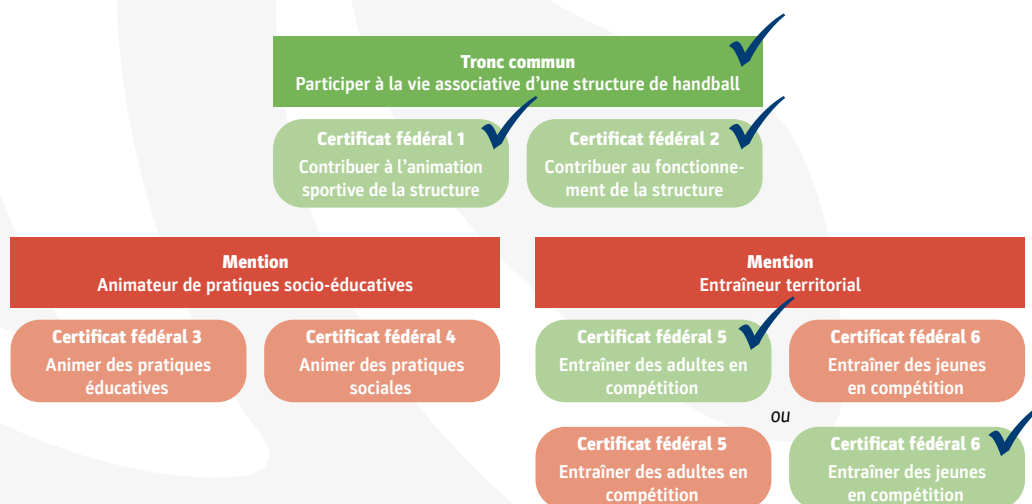 Tronc commun
Participer à la vie associative d'une structure de handball
Certificat fédéral 1
Contribuer à l'animation
sportive de la structure
Certificat fédéral 2
Contribuer au fonctionne-
ment de la structure
Mention
Animateur de pratiques socio-éducatives
Mention
Entraîneur territorial
Certificat fédéral 3
Animer des pratiques
éducatives
Certificat fédéral 4
Animer des pratiques
sociales
Certificat fédéral 5
Entraîner des adultes en
compétition
Certificat fédéral 6
Entraîner des jeunes
en compétition
ou
Certificat fédéral 5
Entraîner des adultes en
compétition
Certificat fédéral 6
Entraîner des jeunes
en compétition